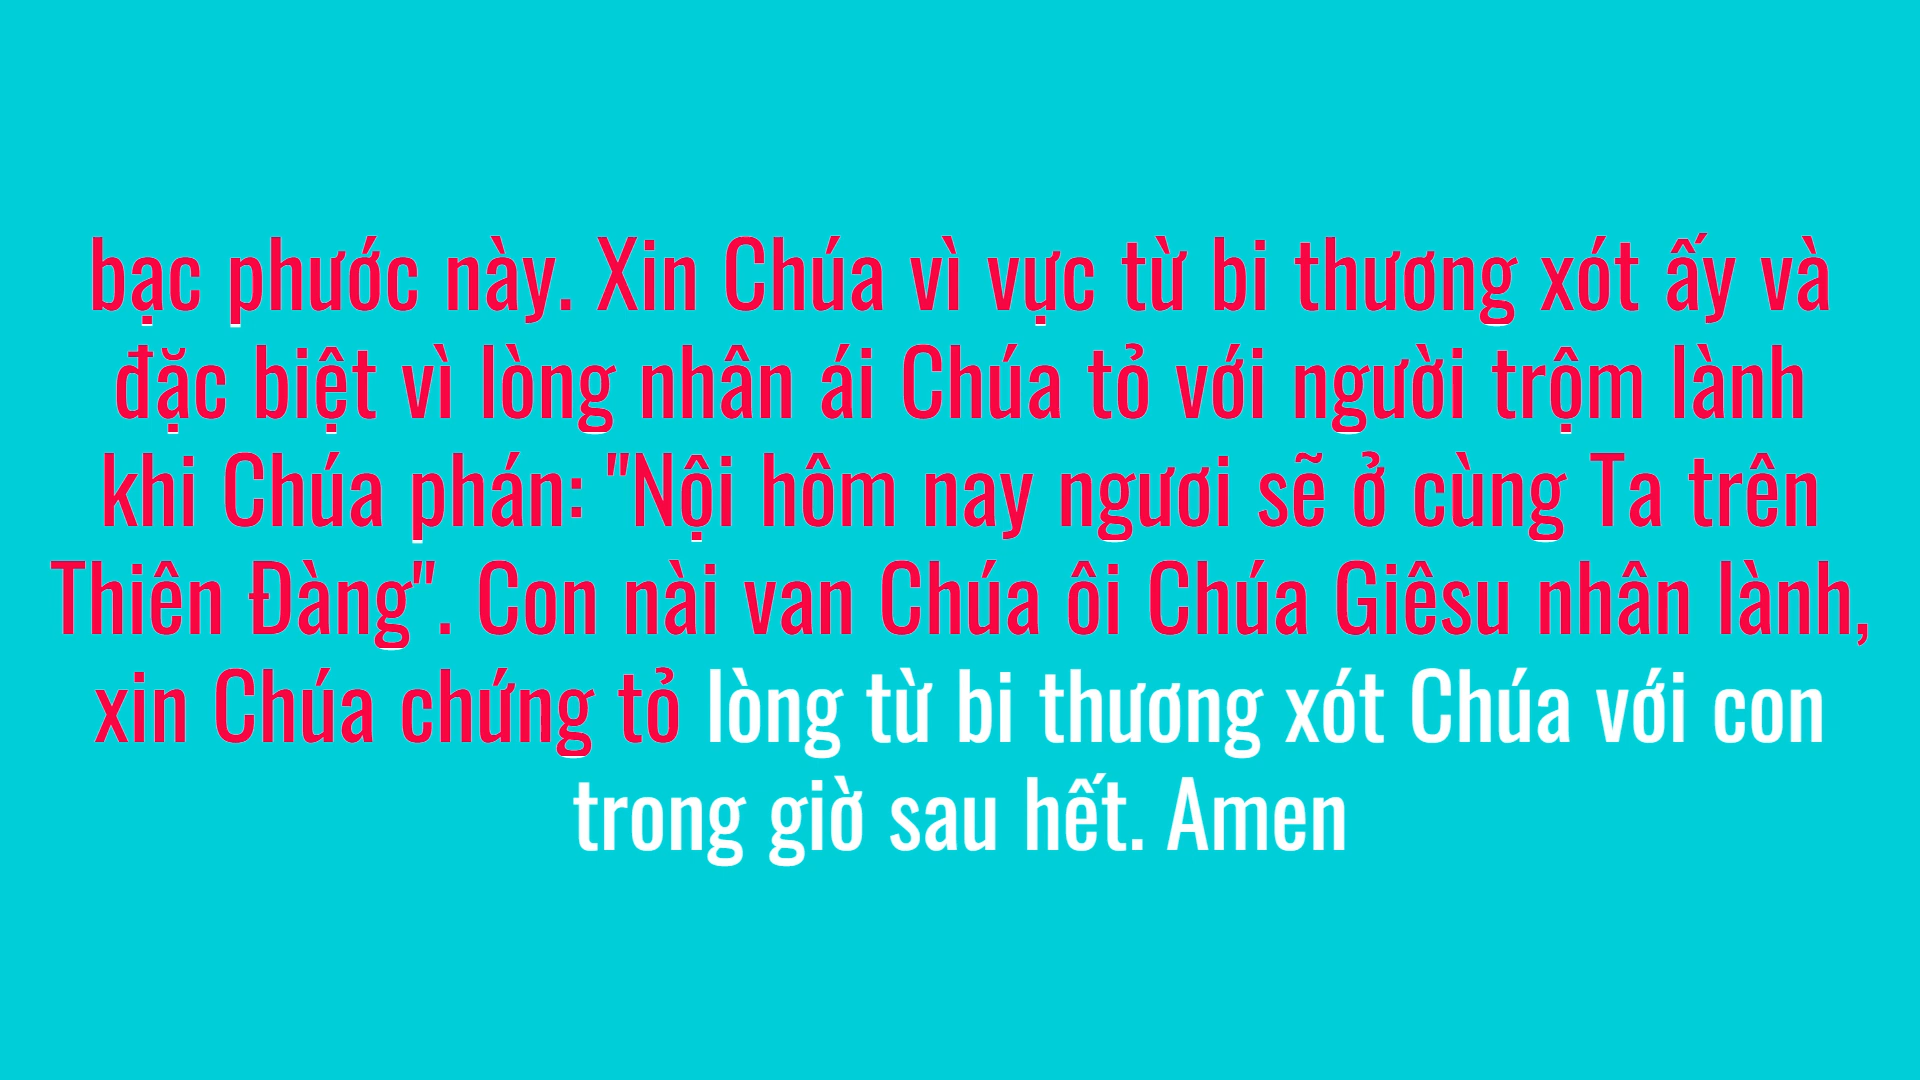 bạc phước này. Xin Chúa vì vực từ bi thương xót ấy và
đặc biệt vì lòng nhân ái Chúa tỏ với người trộm lành
khi Chúa phán: "Nội hôm nay ngươi sẽ ở cùng Ta trên
Thiên Đàng". Con nài van Chúa ôi Chúa Giêsu nhân lành,
xin Chúa chứng tỏ lòng từ bi thương xót Chúa với con
trong giờ sau hết. Amen